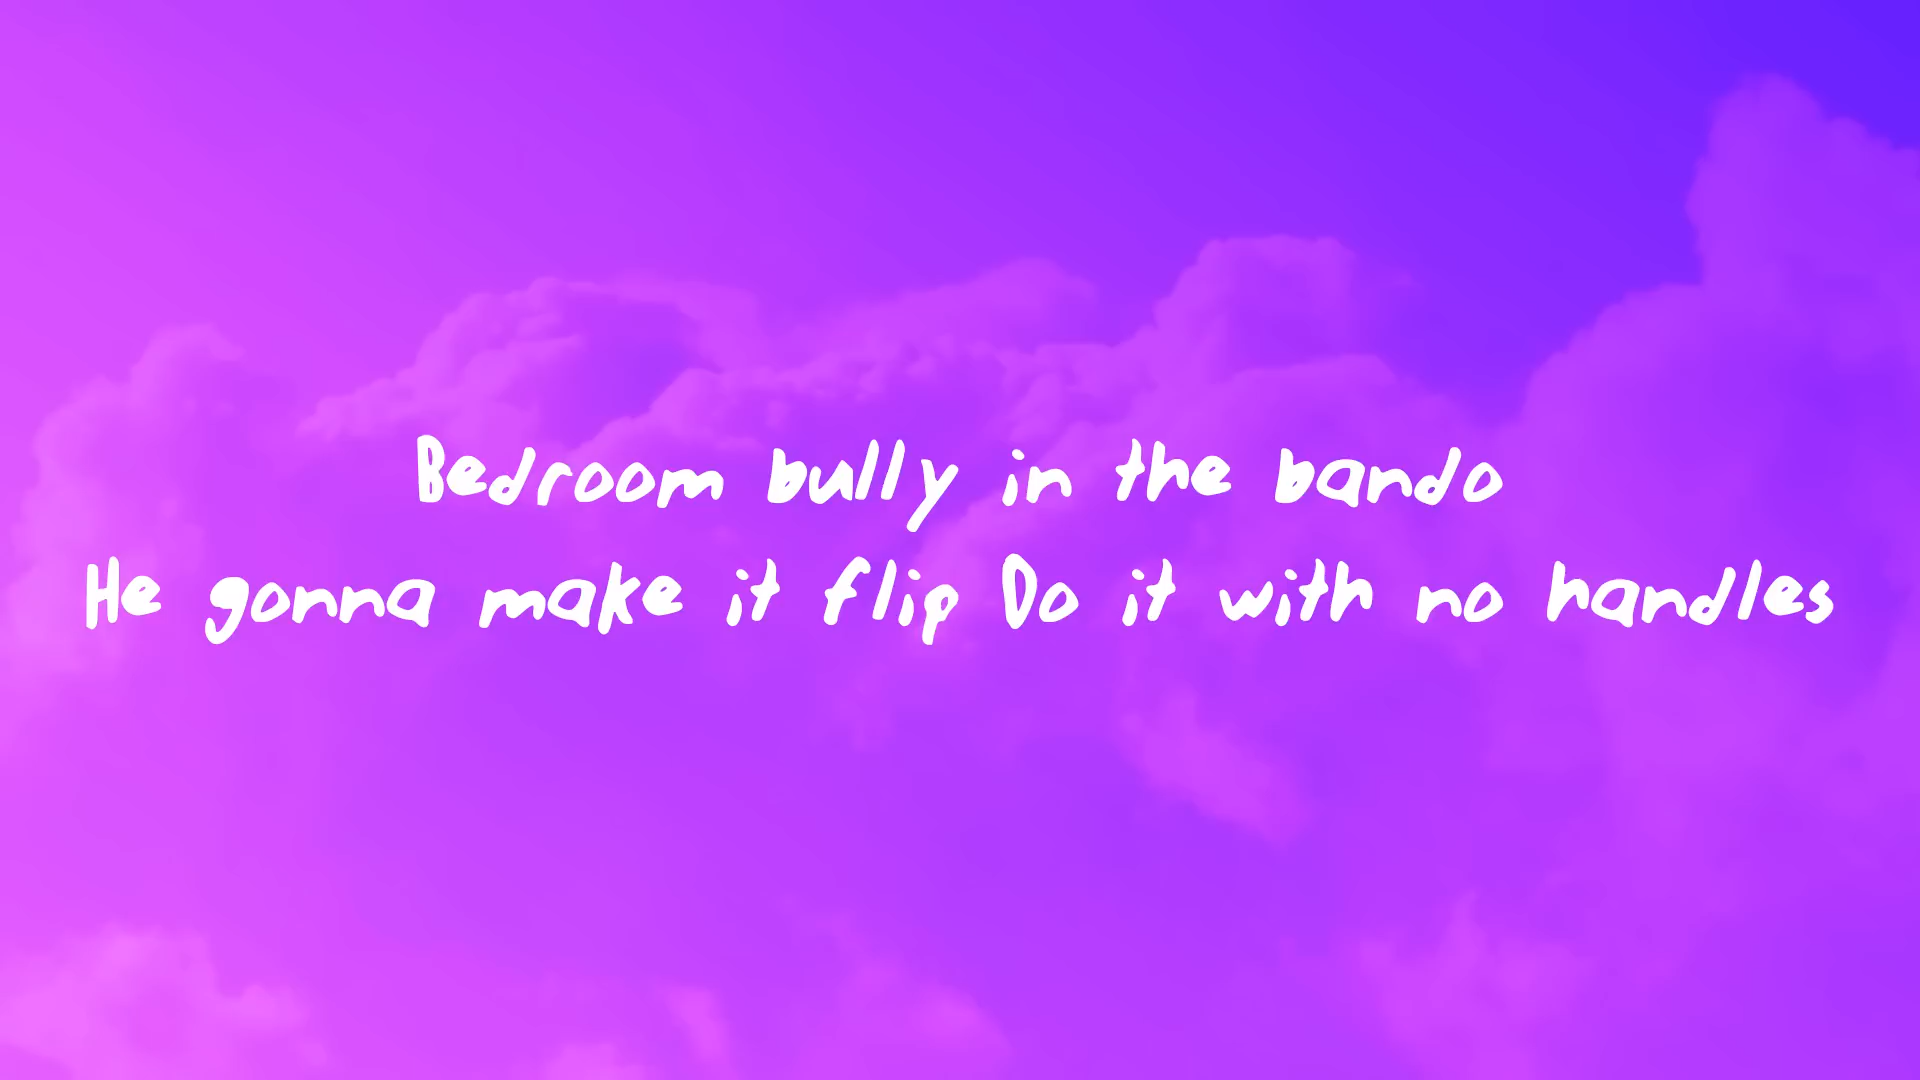 Bedroom bully in the bando
He gonna make it flip Do it with no handles